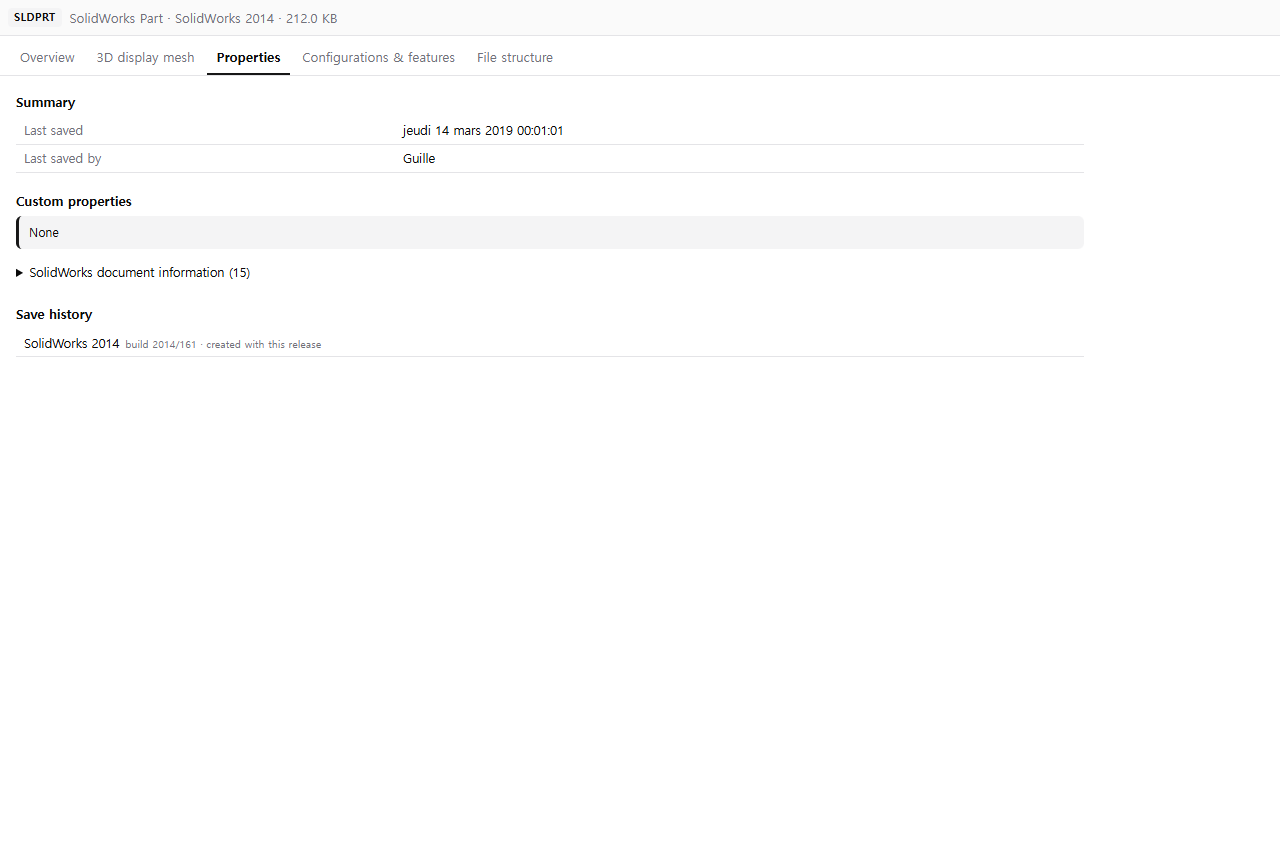 SLDPRT SolidWorks Part · SolidWorks 2014 · 212.0 KB
Overview 3D display mesh Properties Configurations & features File structure
Summary
Last saved jeudi 14 mars 2019 00:01:01
Last saved by Guille
Custom properties
None
SolidWorks document information (15)
Save history
SolidWorks 2014 build 2014/161 · created with this release